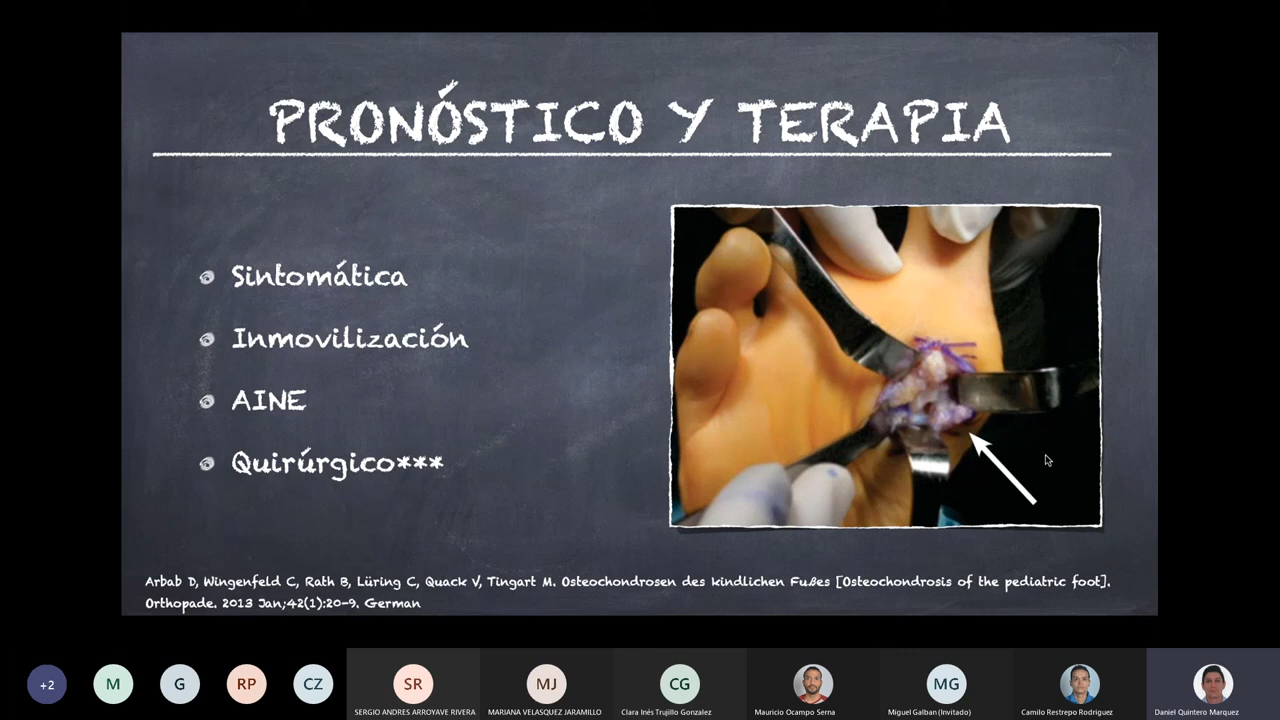 PRONÓSTICO Y TERAPIA
Sintomática
Inmovilización
AINE
Quirúrgico***
Arbab D, Wingenfeld C, Rath B, Lüring C, Quack V, Tingart M. Osteochondrosen des kindlichen Fußes [Osteochondrosis of the pediatric foot].
Orthopade. 2013 Jan;42(1):20-9. German
+2
M
G
RP
CZ
SR
MJ
CG
MG
SERGIO ANDRES ARROYAVE RIVERA
MARIANA VELASQUEZ JARAMILLO
Clara Inés Trujillo Gonzalez
Mauricio Ocampo Serna
Miguel Galban (Invitado)
Camilo Restrepo Rodriguez
Daniel Quintero Marquez